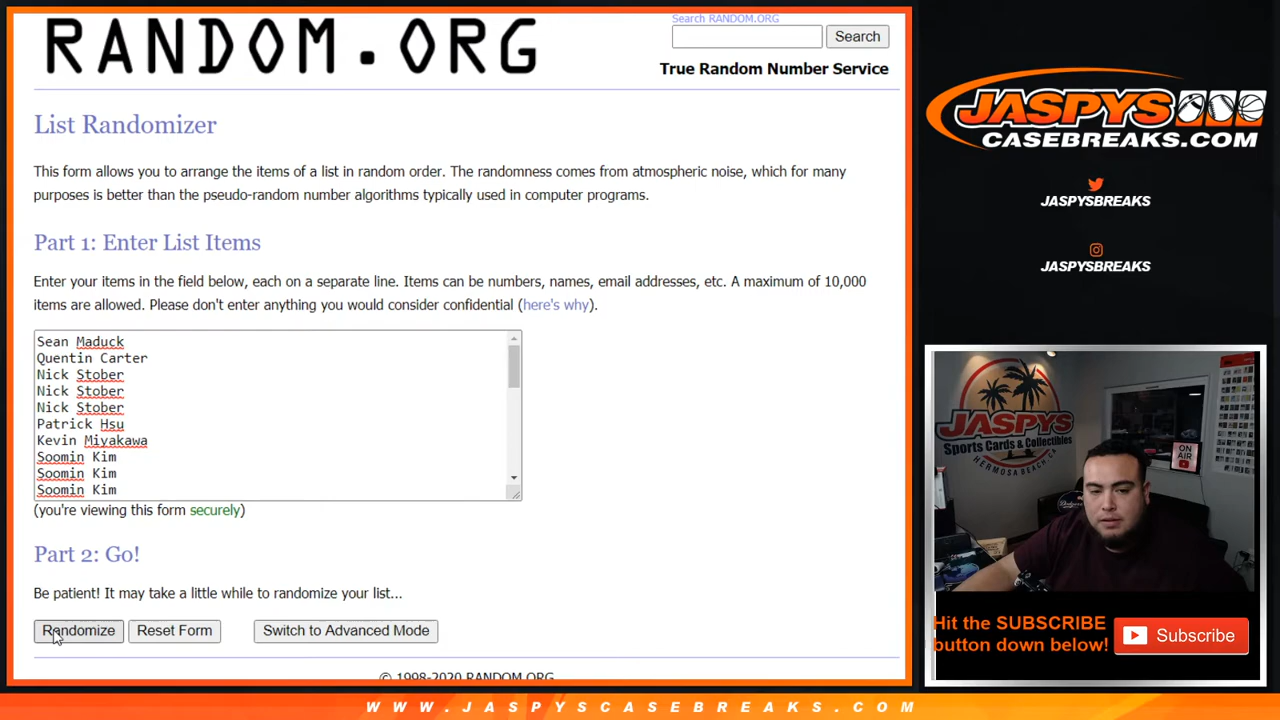 RANDOM.ORG
Search RANDOM.ORG
Search
True Random Number Service
List Randomizer
This form allows you to arrange the items of a list in random order. The randomness comes from atmospheric noise, which for many
purposes is better than the pseudo-random number algorithms typically used in computer programs.
Part 1: Enter List Items
Enter your items in the field below, each on a separate line. Items can be numbers, names, email addresses, etc. A maximum of 10,000
items are allowed. Please don't enter anything you would consider confidential (here's why).
Sean Maduck
Quentin Carter
Nick Stober
Nick Stober
Nick Stober
Patrick Hsu
Kevin Miyakawa
Soomin Kim
Soomin Kim
Soomin Kim
(you're viewing this form securely)
Part 2: Go!
Be patient! It may take a little while to randomize your list...
Randomize
Reset Form
Switch to Advanced Mode
© 1998-2020 RANDOM.ORG
JASPYS
CASEBREAKS.COM
JASPYSBREAKS
JASPYSBREAKS
JASPYS
Sports Cards & Collectibles
HERMOSA BEACH, CA
ON
AIR
Hit the SUBSCRIBE
button down below!
Subscribe
WWW.JASPYSCASEBREAKS.COM